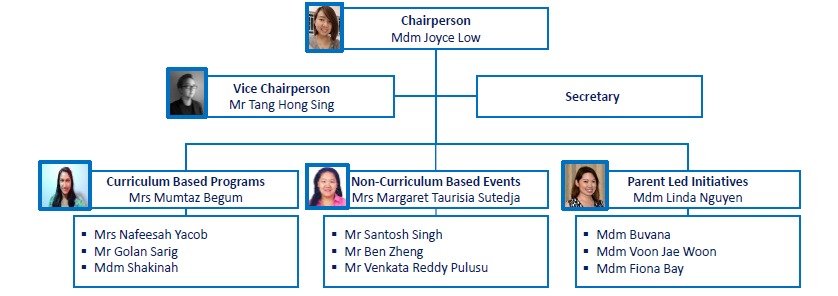 Chairperson
Mdm Joyce Low
Vice Chairperson
Mr Tang Hong Sing
Secretary
Curriculum Based Programs
Mrs Mumtaz Begum
Non-Curriculum Based Events
Mrs Margaret Taurisia Sutedja
Parent Led Initiatives
Mdm Linda Nguyen
▪ Mrs Nafeesah Yacob
▪ Mr Golan Sarig
▪ Mdm Shakinah
▪ Mr Santosh Singh
▪ Mr Ben Zheng
▪ Mr Venkata Reddy Pulusu
▪ Mdm Buvana
▪ Mdm Voon Jae Woon
▪ Mdm Fiona Bay